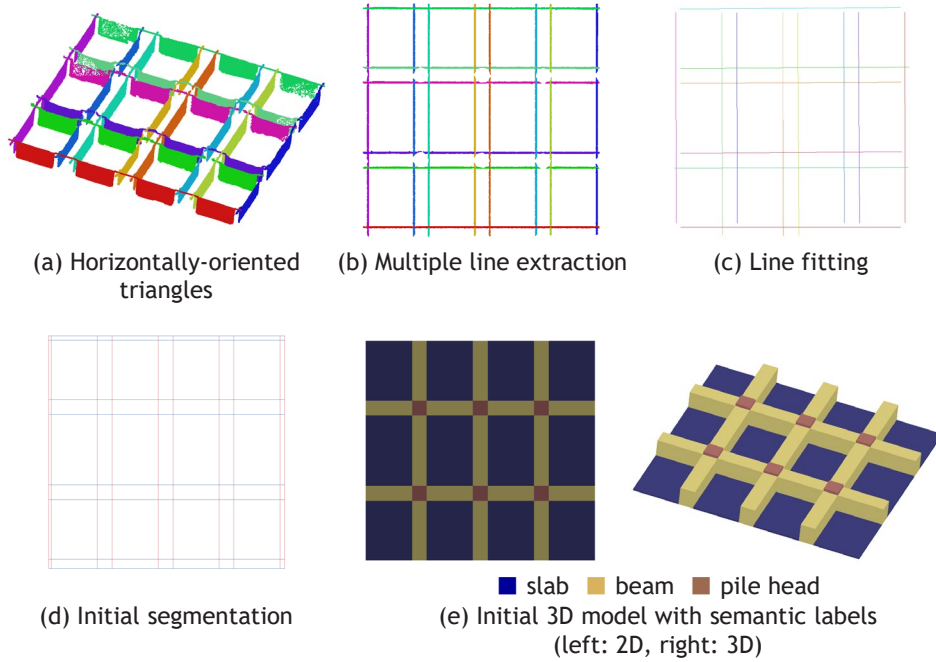 (a) Horizontally-oriented
triangles
(b) Multiple line extraction
(c) Line fitting
(d) Initial segmentation
slab beam pile head
(e) Initial 3D model with semantic labels
(left: 2D, right: 3D)